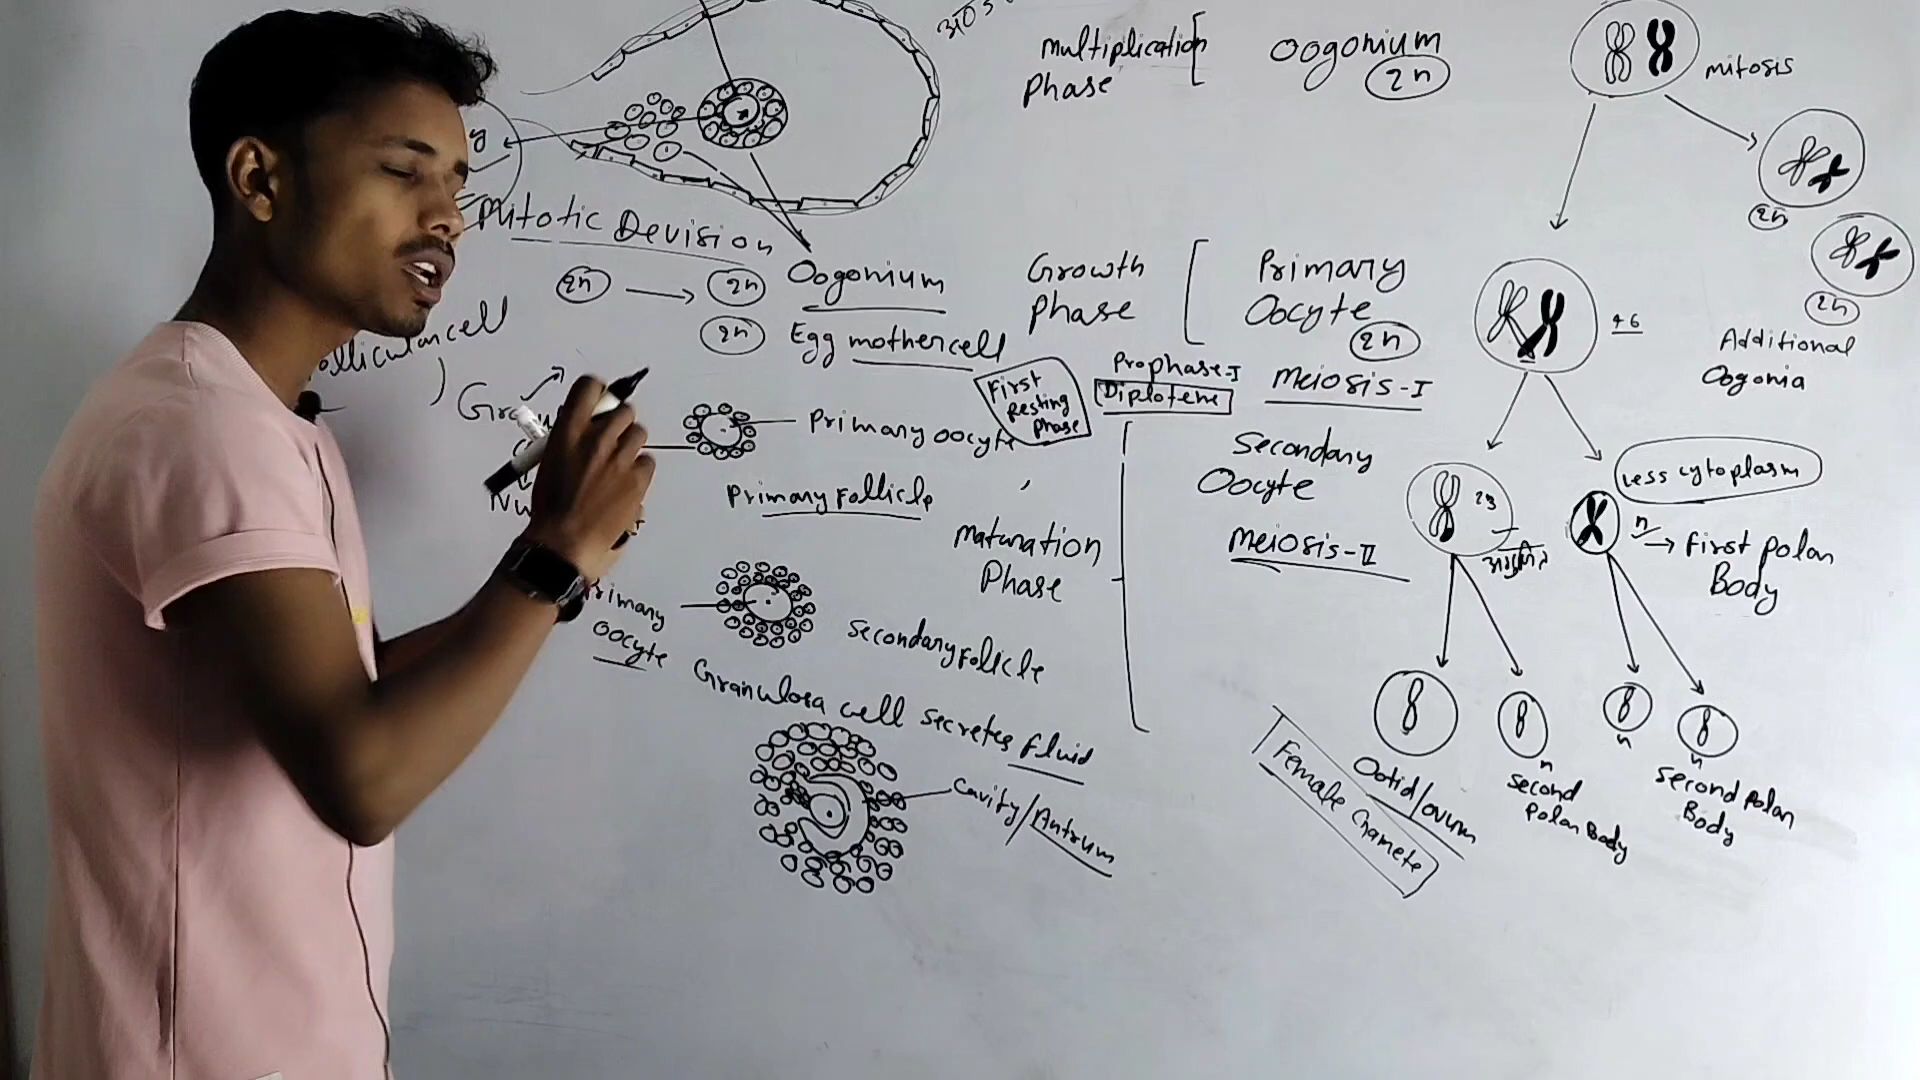 Multiplication
Phase
Oogonium
2n
mitosis
2n
2n
Additional
Oogonia
Mitotic Devision
2n
2n
2n
Oogonium
Egg mothercell
Growth
Phase
Primary
Oocyte
2n
46
First
Resting
Phase
Prophase-I
Diplotene
Meiosis-I
Primary oocyte
Primary Follicle
Secondary
Oocyte
Meiosis-II
23
Less cytoplasm
n
First Polar
Body
Maturation
Phase
Primary
oocyte
Secondary Follicle
Granulosa cell secretes fluid
Cavity/Antrum
Ootid/ovum
Female Gamete
n
second
Polar Body
n
n
second Polar
Body